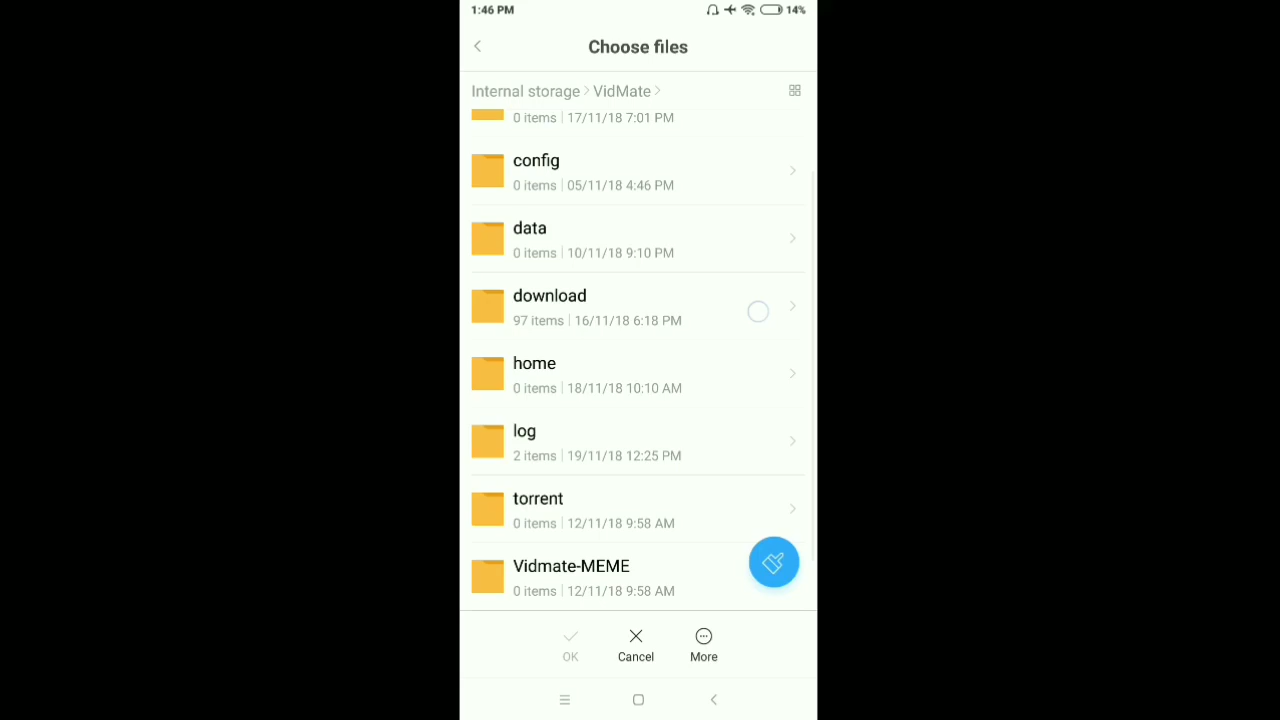 1:46 PM 14%
Choose files
Internal storage VidMate
0 items | 17/11/18 7:01 PM
config
0 items | 05/11/18 4:46 PM
data
0 items | 10/11/18 9:10 PM
download
97 items | 16/11/18 6:18 PM
home
0 items | 18/11/18 10:10 AM
log
2 items | 19/11/18 12:25 PM
torrent
0 items | 12/11/18 9:58 AM
Vidmate-MEME
0 items | 12/11/18 9:58 AM
OK Cancel More